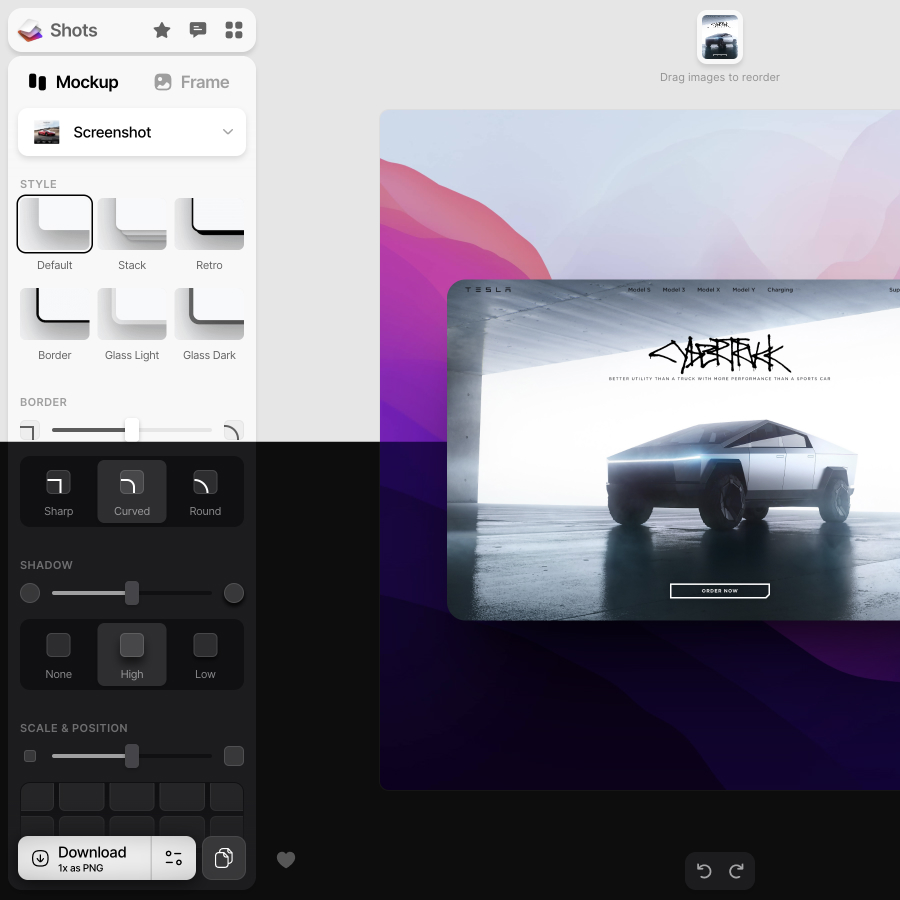 Shots
Mockup Frame
Screenshot
STYLE
Default Stack Retro
Border Glass Light Glass Dark
BORDER
Sharp Curved Round
SHADOW
None High Low
SCALE & POSITION
Download
1x as PNG
Drag images to reorder
TESLA Model S Model 3 Model X Model Y Charging Sup
CYBERTRUCK
BETTER UTILITY THAN A TRUCK WITH MORE PERFORMANCE THAN A SPORTS CAR
ORDER NOW